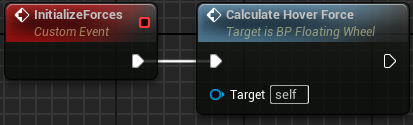 InitializeForces
Custom Event
Calculate Hover Force
Target is BP Floating Wheel
Target self